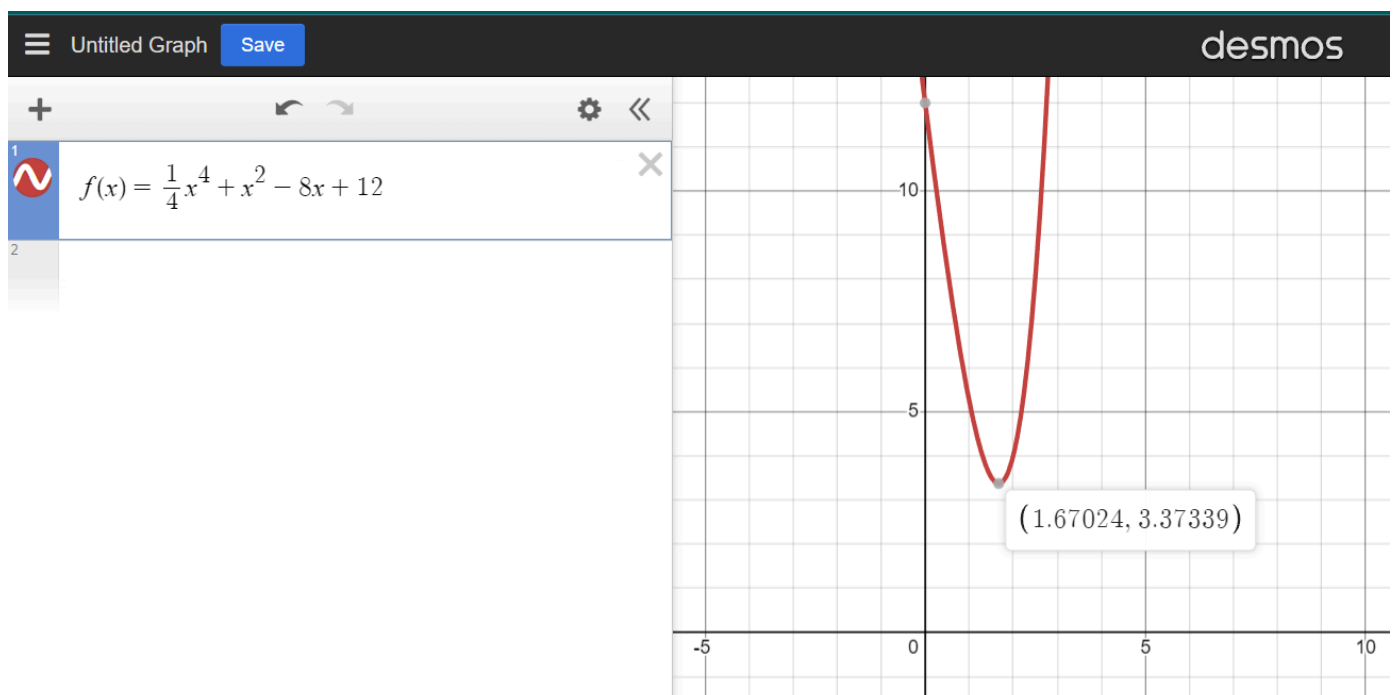 Untitled Graph Save desmos
1
f(x) = \frac{1}{4}x^4 + x^2 - 8x + 12
2
10
5
(1.67024, 3.37339)
-5 0 5 10